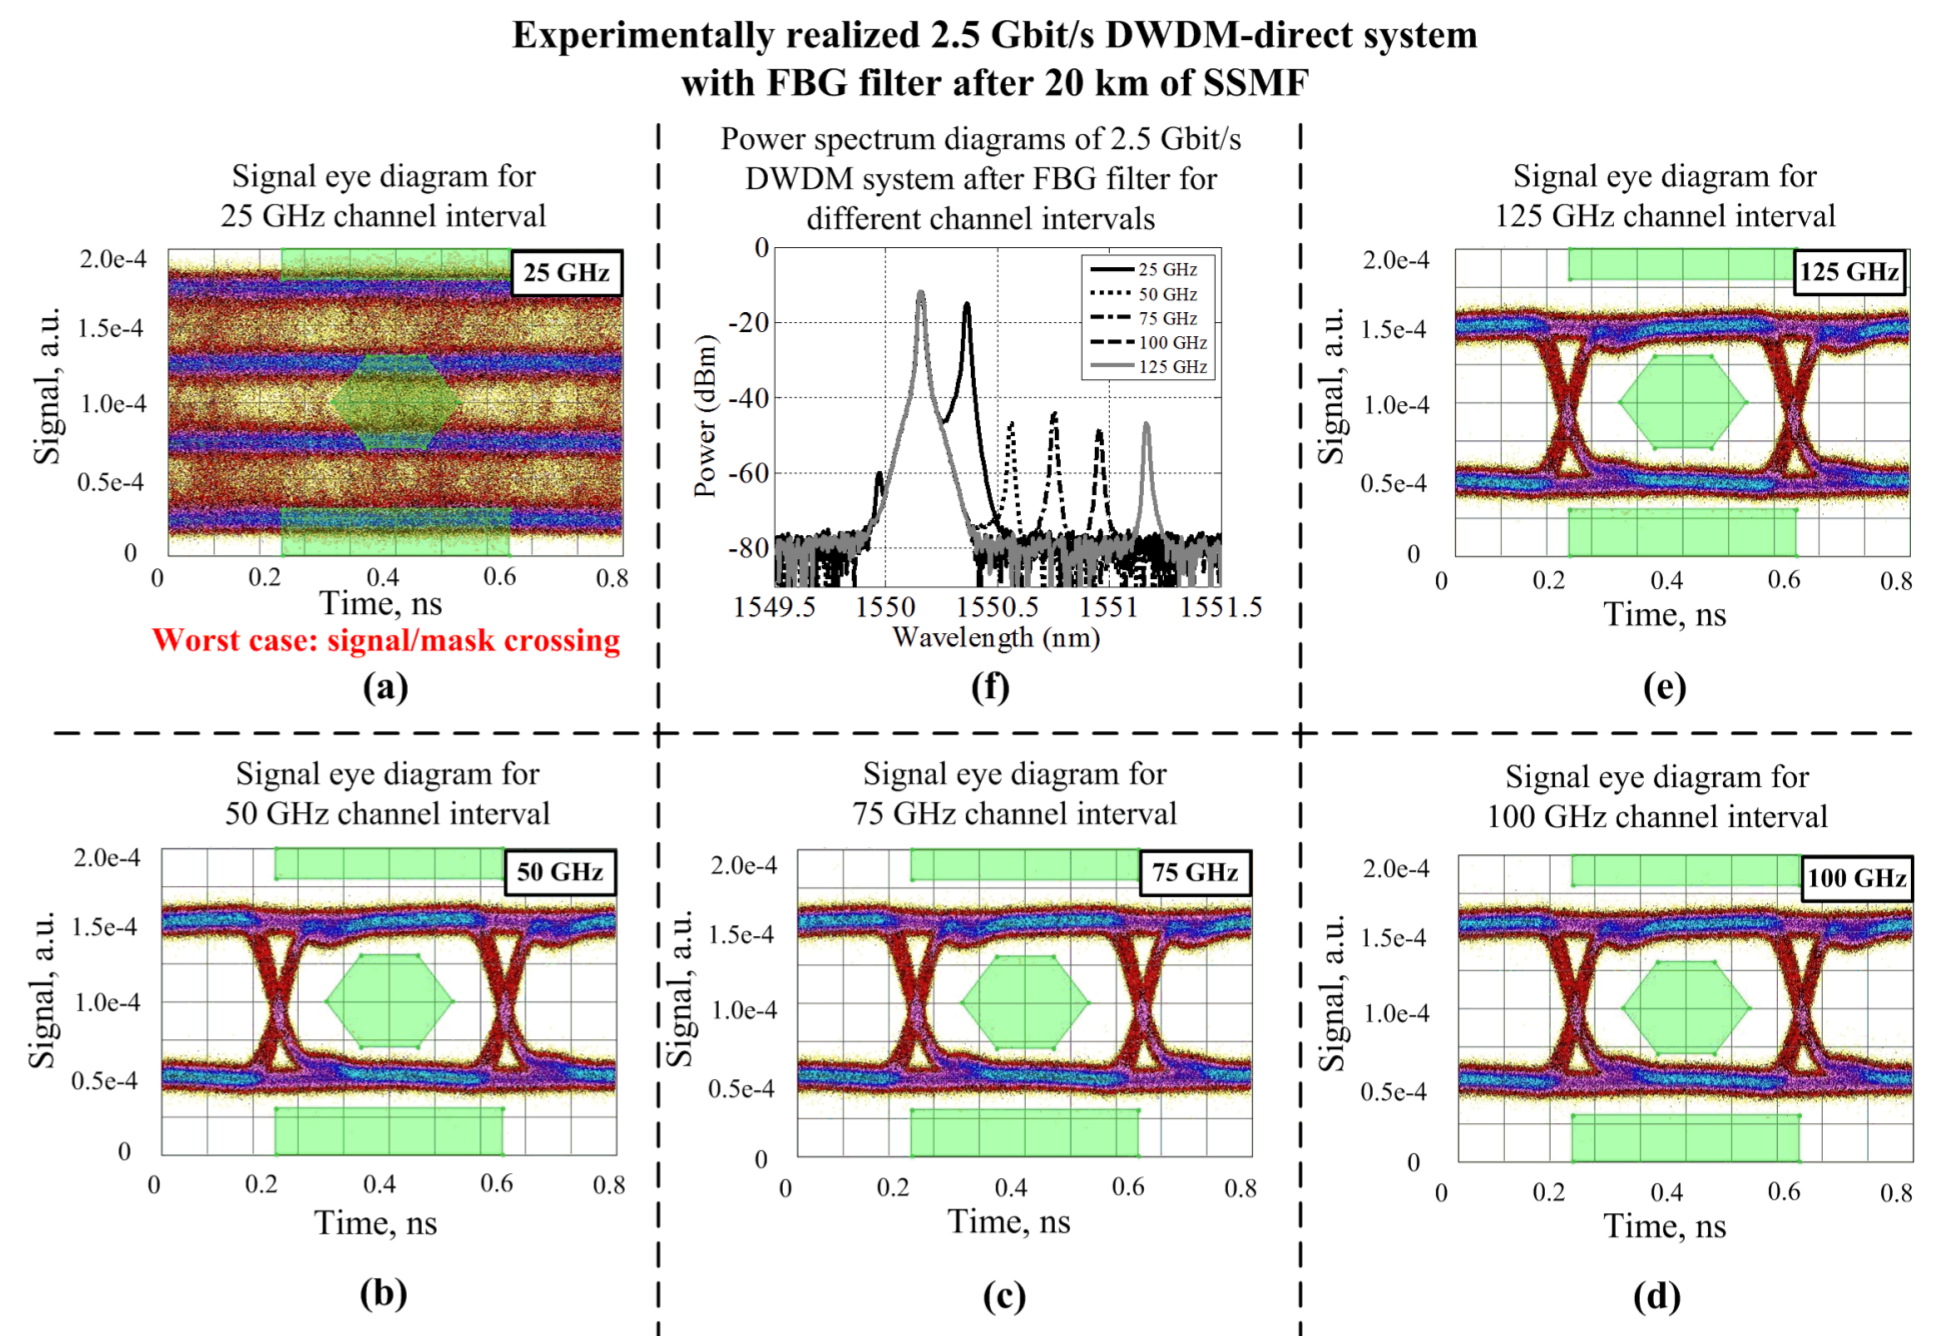 Experimentally realized 2.5 Gbit/s DWDM-direct system
with FBG filter after 20 km of SSMF
Signal eye diagram for
25 GHz channel interval
2.0e-4
1.5e-4
1.0e-4
0.5e-4
0
Signal, a.u.
25 GHz
0 0.2 0.4 0.6 0.8
Time, ns
Worst case: signal/mask crossing
(a)
Power spectrum diagrams of 2.5 Gbit/s
DWDM system after FBG filter for
different channel intervals
0
-20
-40
-60
-80
Power (dBm)
25 GHz
50 GHz
75 GHz
100 GHz
125 GHz
1549.5 1550 1550.5 1551 1551.5
Wavelength (nm)
(f)
Signal eye diagram for
125 GHz channel interval
2.0e-4
1.5e-4
1.0e-4
0.5e-4
0
Signal, a.u.
125 GHz
0 0.2 0.4 0.6 0.8
Time, ns
(e)
Signal eye diagram for
50 GHz channel interval
2.0e-4
1.5e-4
1.0e-4
0.5e-4
0
Signal, a.u.
50 GHz
0 0.2 0.4 0.6 0.8
Time, ns
(b)
Signal eye diagram for
75 GHz channel interval
2.0e-4
1.5e-4
1.0e-4
0.5e-4
0
Signal, a.u.
75 GHz
0 0.2 0.4 0.6 0.8
Time, ns
(c)
Signal eye diagram for
100 GHz channel interval
2.0e-4
1.5e-4
1.0e-4
0.5e-4
0
Signal, a.u.
100 GHz
0 0.2 0.4 0.6 0.8
Time, ns
(d)